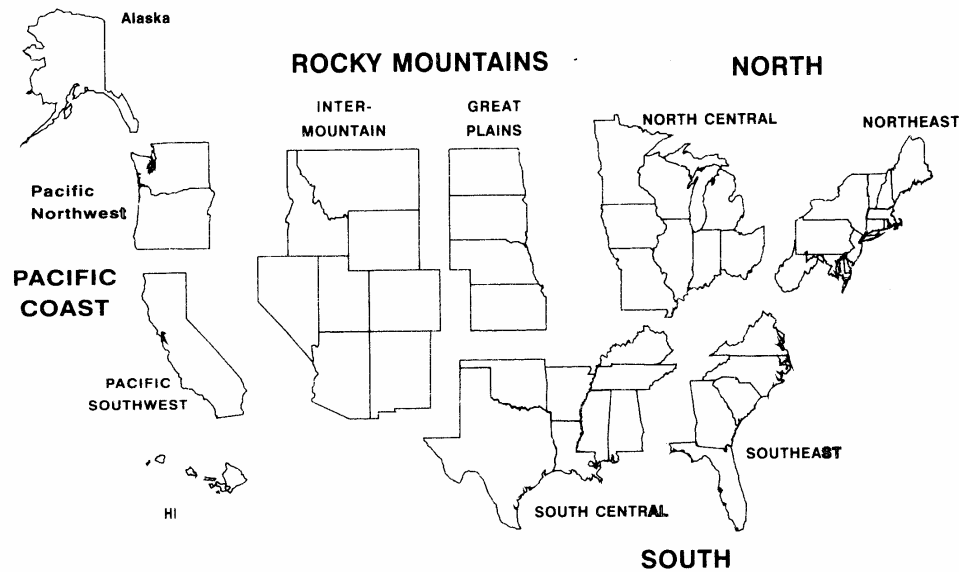 Alaska
ROCKY MOUNTAINS
NORTH
INTER-
MOUNTAIN
GREAT
PLAINS
NORTH CENTRAL
NORTHEAST
Pacific
Northwest
PACIFIC
COAST
PACIFIC
SOUTHWEST
HI
SOUTHEAST
SOUTH CENTRAL
SOUTH